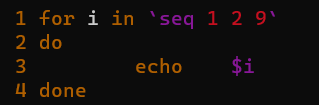 1 for i in `seq 1 2 9`
2 do
3         echo    $i
4 done